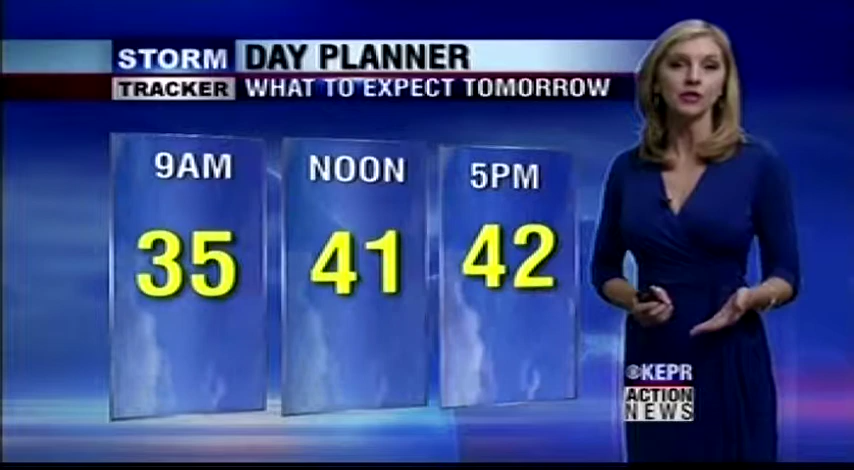 STORM DAY PLANNER
TRACKER WHAT TO EXPECT TOMORROW
9AM NOON 5PM
35 41 42
KEPR
ACTION
NEWS